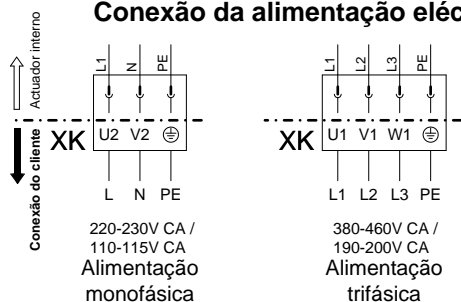 Conexão da alimentação eléc
Actuador interno
Conexão do cliente
L1 N PE
XK U2 V2
L N PE
220-230V CA /
110-115V CA
Alimentação
monofásica
L1 L2 L3 PE
XK U1 V1 W1
L1 L2 L3 PE
380-460V CA /
190-200V CA
Alimentação
trifásica